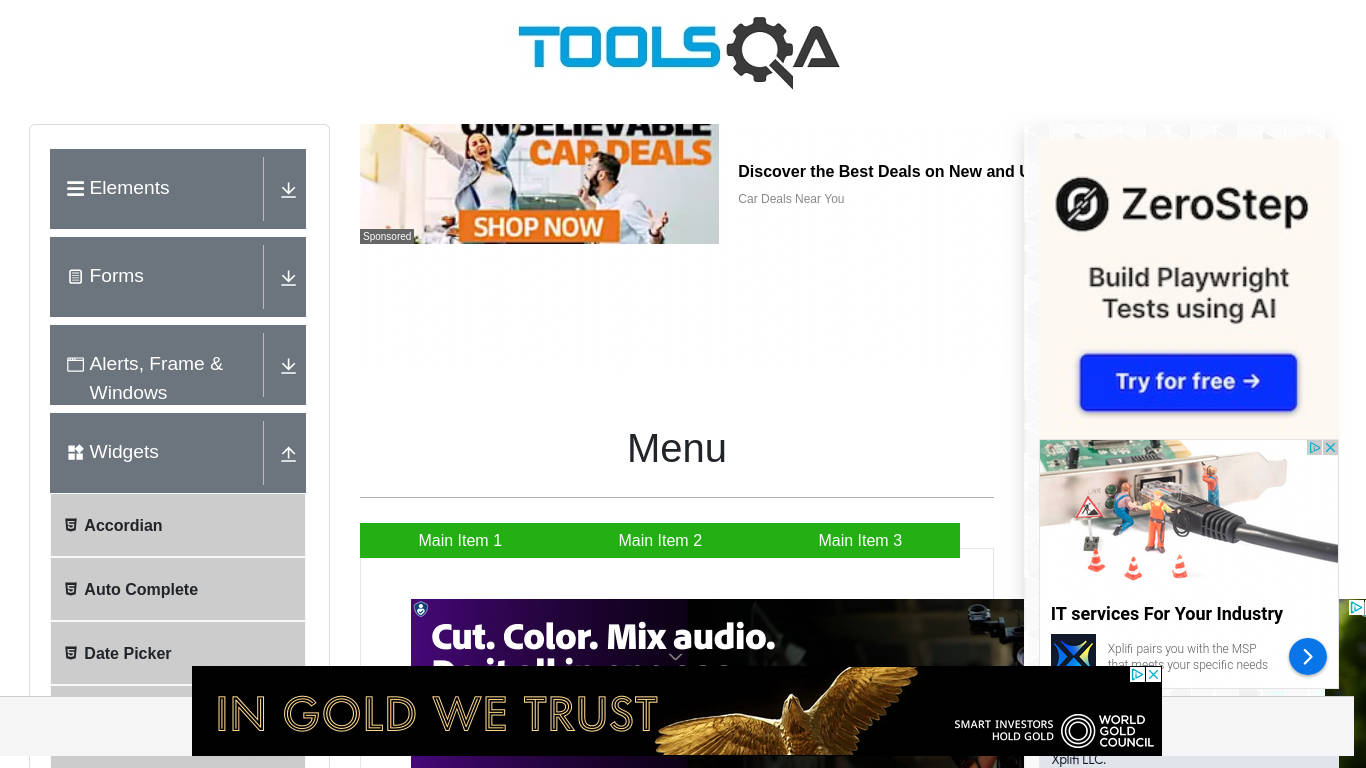 TOOLSQA
Elements
Forms
Alerts, Frame &
Windows
Widgets
Accordian
Auto Complete
Date Picker
UNBELIEVABLE
CAR DEALS
SHOP NOW
Sponsored
Discover the Best Deals on New and
Car Deals Near You
Menu
Main Item 1
Main Item 2
Main Item 3
Cut. Color. Mix audio.
ZeroStep
Build Playwright
Tests using AI
Try for free →
IT services For Your Industry
Xplifi pairs you with the MSP
that meets your specific needs
IN GOLD WE TRUST
SMART INVESTORS
HOLD GOLD
WORLD
GOLD
COUNCIL
Xplifi LLC.